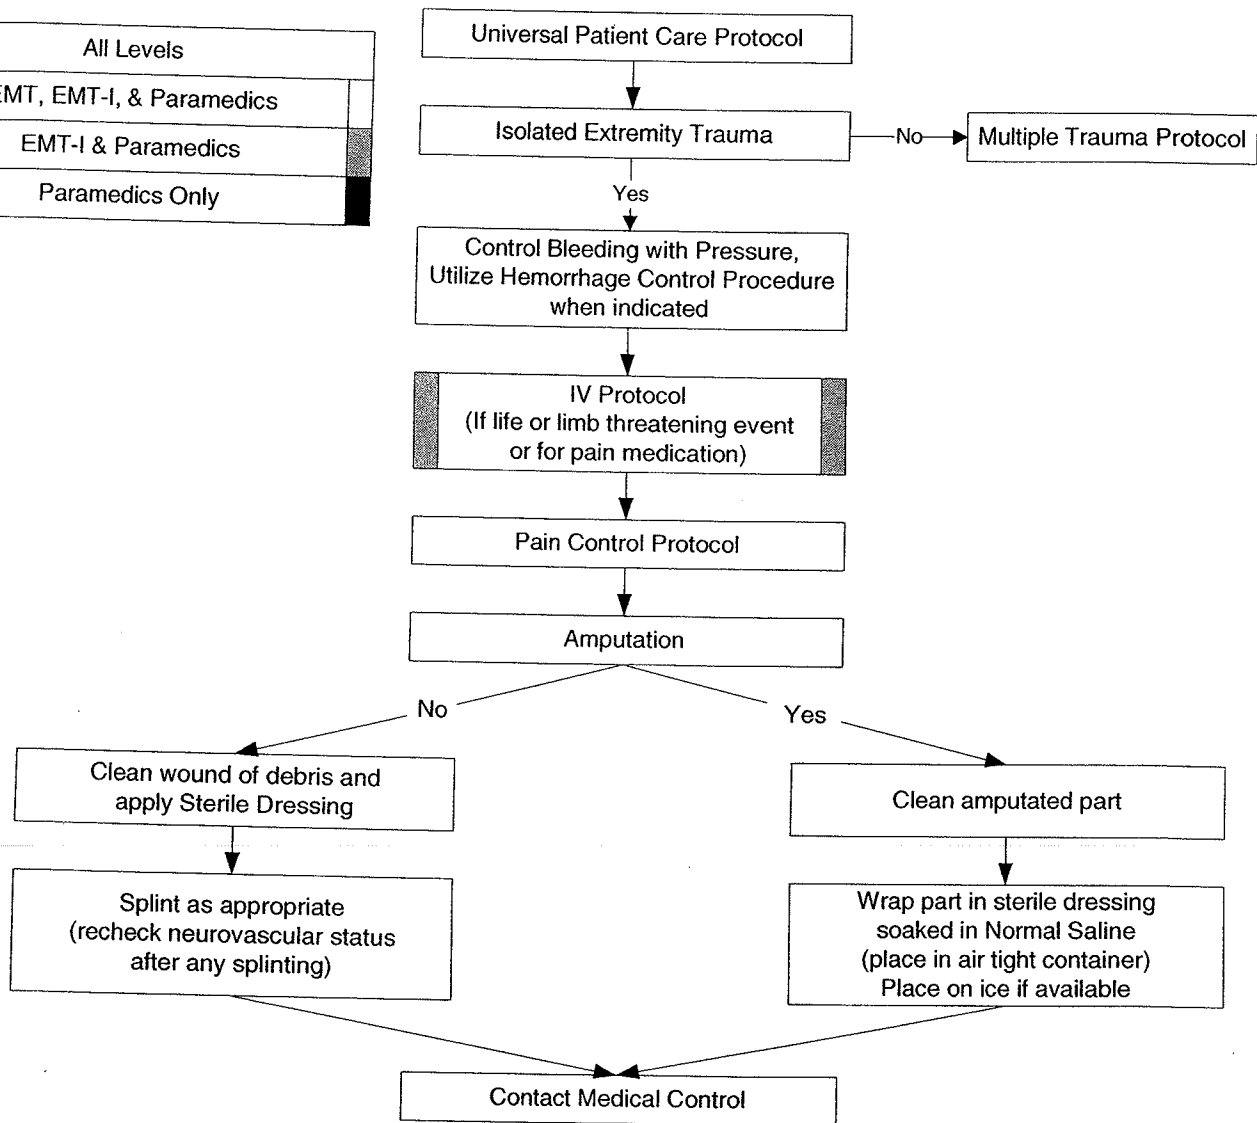 All Levels
EMT, EMT-I, & Paramedics
EMT-I & Paramedics
Paramedics Only
Universal Patient Care Protocol
Isolated Extremity Trauma
No
Multiple Trauma Protocol
Yes
Control Bleeding with Pressure,
Utilize Hemorrhage Control Procedure
when indicated
IV Protocol
(If life or limb threatening event
or for pain medication)
Pain Control Protocol
Amputation
No
Yes
Clean wound of debris and
apply Sterile Dressing
Clean amputated part
Splint as appropriate
(recheck neurovascular status
after any splinting)
Wrap part in sterile dressing
soaked in Normal Saline
(place in air tight container)
Place on ice if available
Contact Medical Control